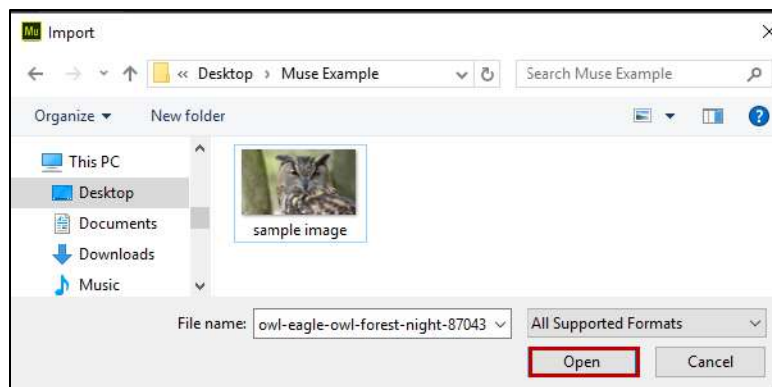 Mu Import
« Desktop › Muse Example
Search Muse Example
Organize
New folder
?
This PC
Desktop
Documents
Downloads
Music
sample image
File name:
owl-eagle-owl-forest-night-87043
All Supported Formats
Open
Cancel